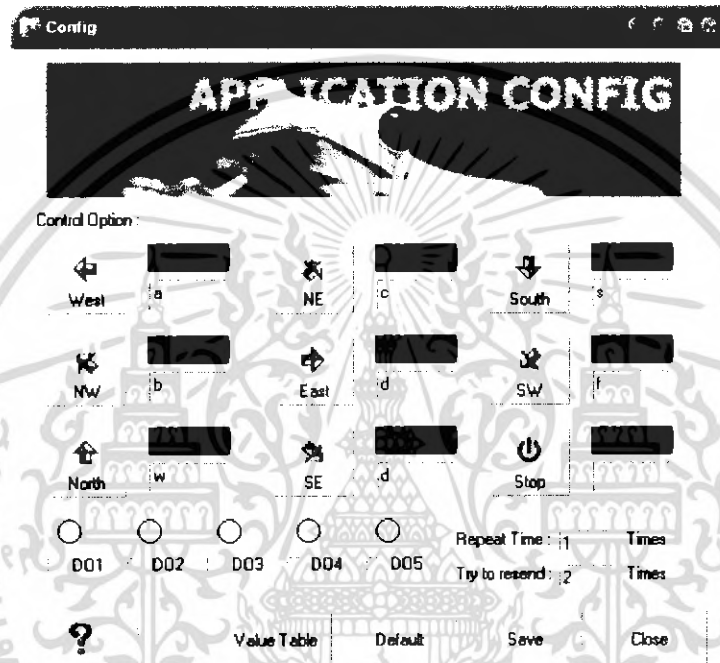 Config
APPLICATION CONFIG
Control Option :
West a NE c South s
NW b East d SW f
North w SE d Stop
DO1 DO2 DO3 DO4 DO5
Repeat Time : 1 Times
Try to resend : 2 Times
? Value Table Default Save Close